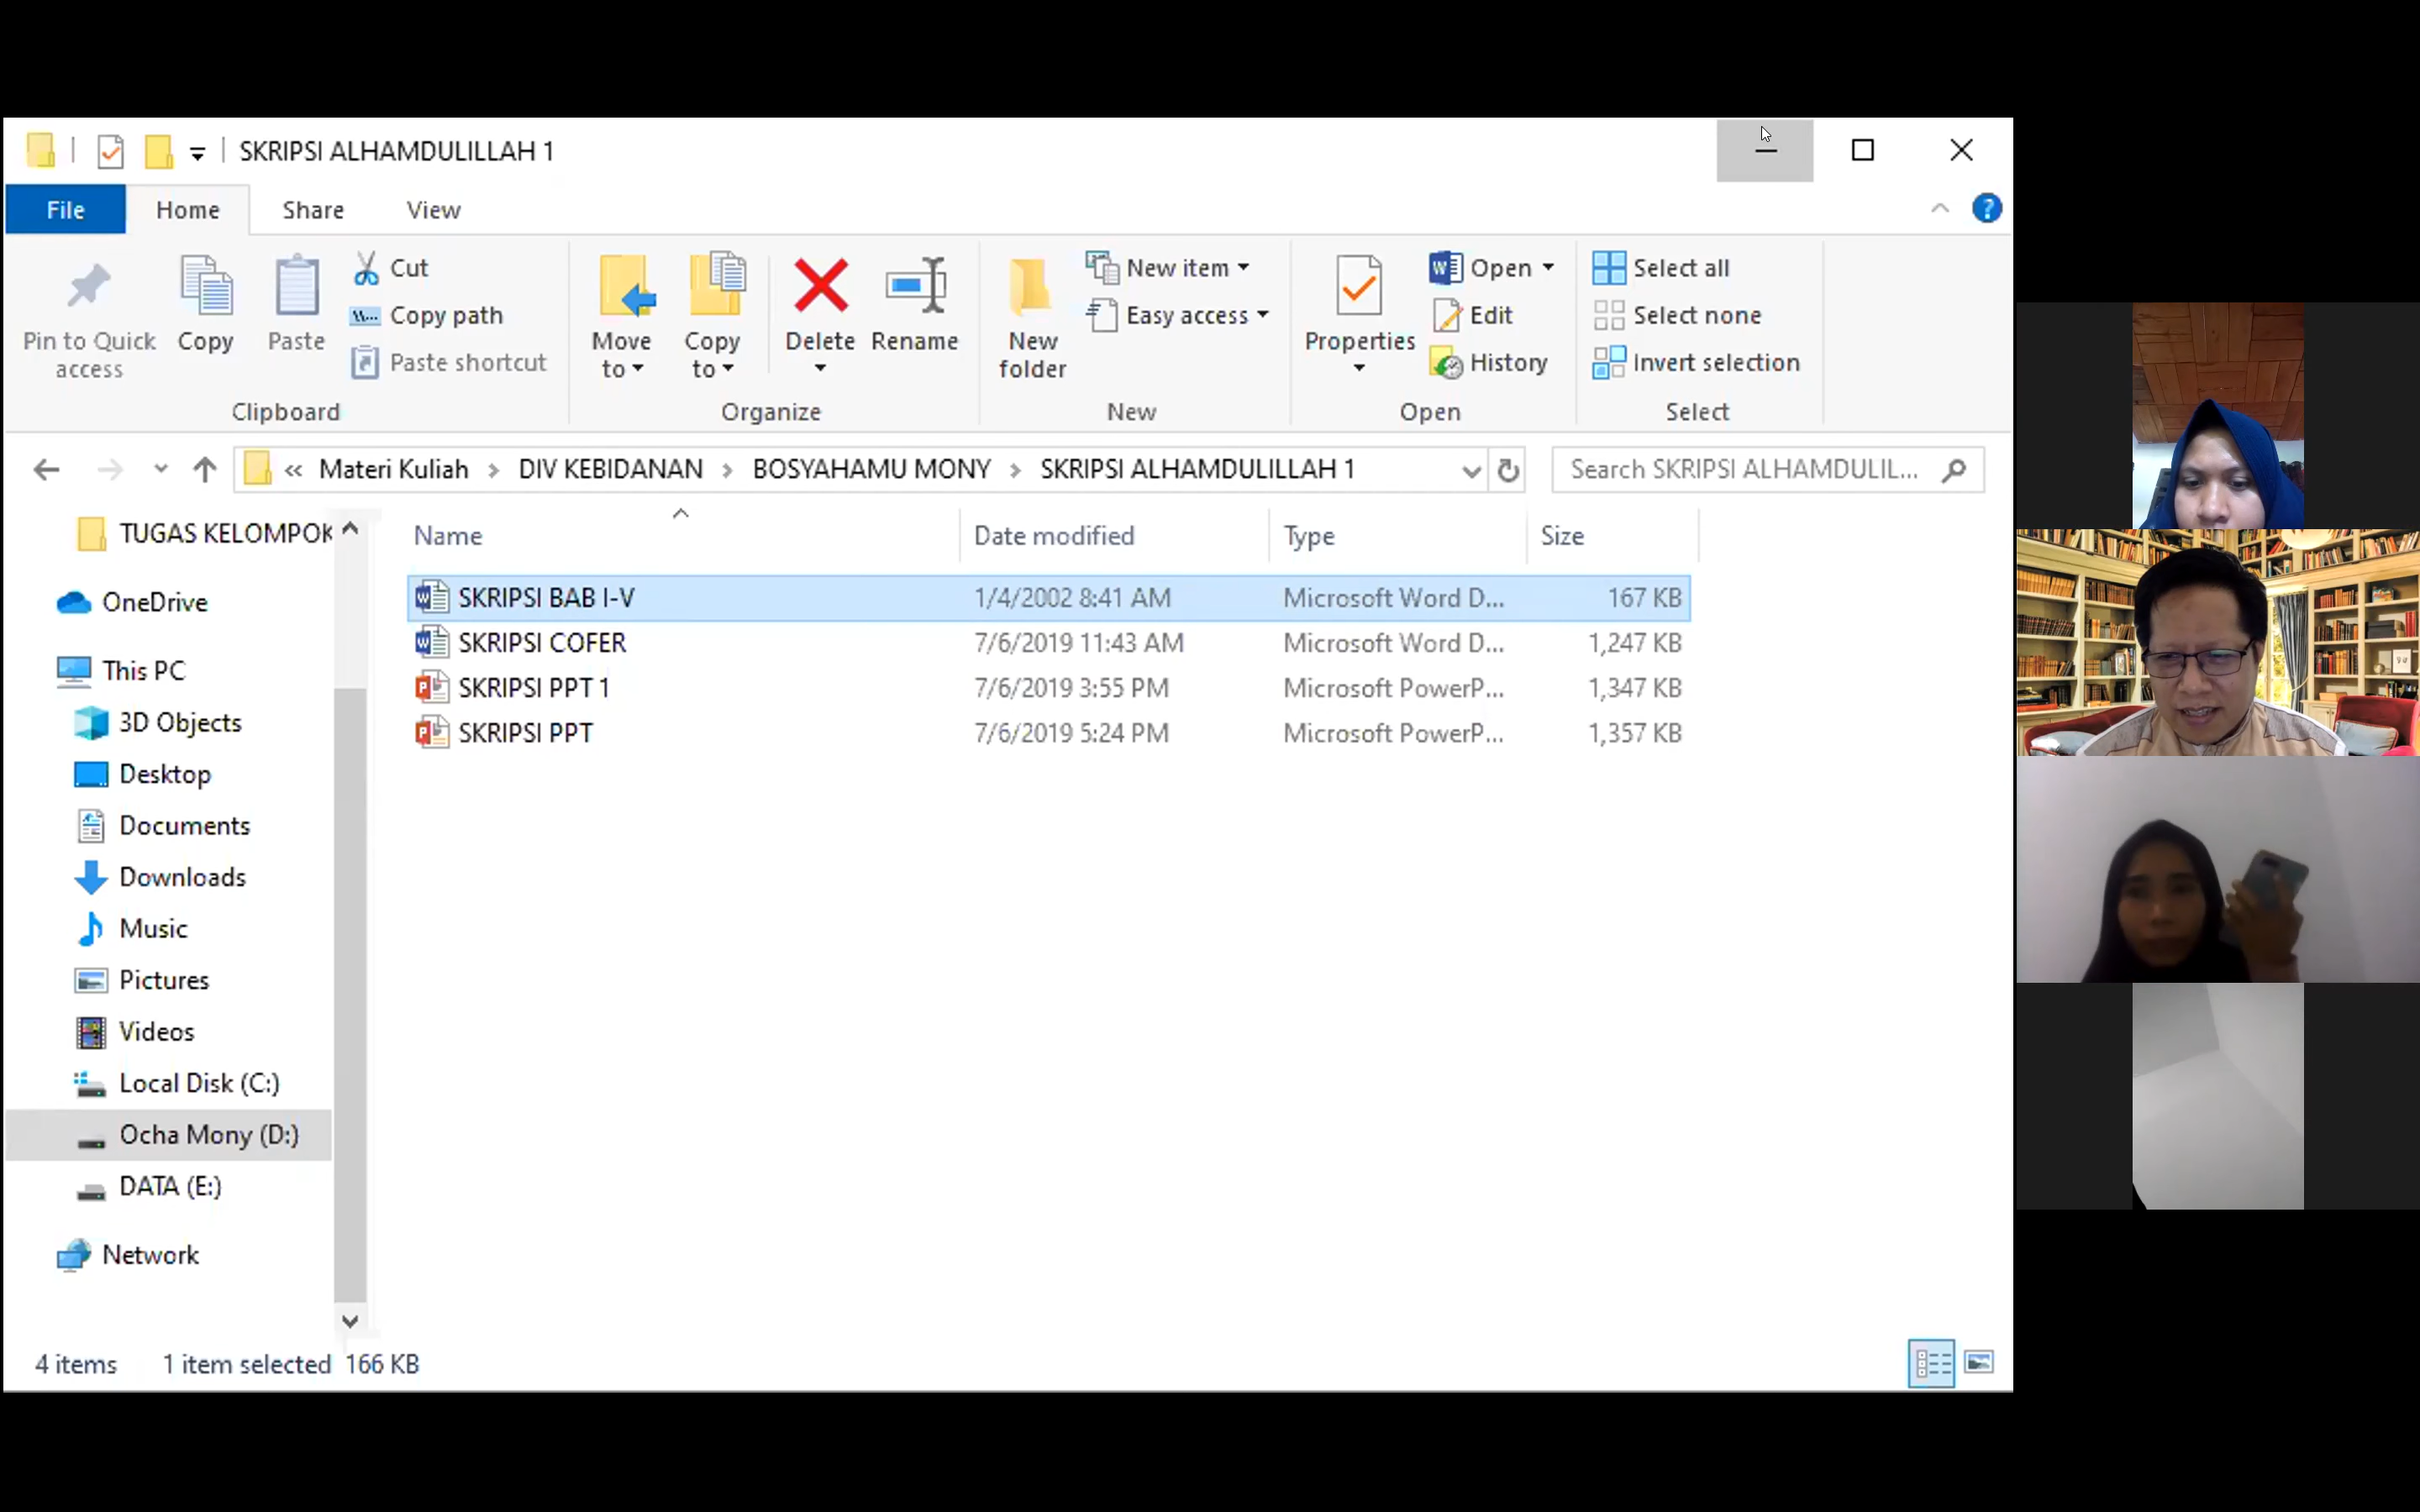 SKRIPSI ALHAMDULILLAH 1
File Home Share View
Pin to Quick access
Copy
Paste
Cut
Copy path
Paste shortcut
Clipboard
Move to
Copy to
Delete
Rename
Organize
New folder
New item
Easy access
New
Properties
Open
Edit
History
Open
Select all
Select none
Invert selection
Select
« Materi Kuliah > DIV KEBIDANAN > BOSYAHAMU MONY > SKRIPSI ALHAMDULILLAH 1
Search SKRIPSI ALHAMDULIL...
TUGAS KELOMPOK
OneDrive
This PC
3D Objects
Desktop
Documents
Downloads
Music
Pictures
Videos
Local Disk (C:)
Ocha Mony (D:)
DATA (E:)
Network
Name Date modified Type Size
SKRIPSI BAB I-V 1/4/2002 8:41 AM Microsoft Word D... 167 KB
SKRIPSI COFER 7/6/2019 11:43 AM Microsoft Word D... 1,247 KB
SKRIPSI PPT 1 7/6/2019 3:55 PM Microsoft PowerP... 1,347 KB
SKRIPSI PPT 7/6/2019 5:24 PM Microsoft PowerP... 1,357 KB
4 items 1 item selected 166 KB